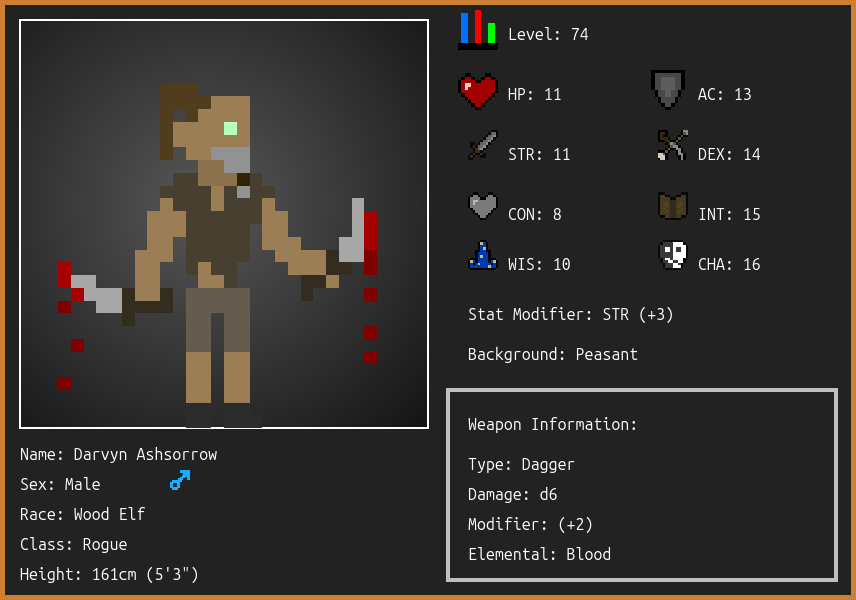 Level: 74
HP: 11
AC: 13
STR: 11
DEX: 14
CON: 8
INT: 15
WIS: 10
CHA: 16
Stat Modifier: STR (+3)
Background: Peasant
Weapon Information:
Type: Dagger
Damage: d6
Modifier: (+2)
Elemental: Blood
Name: Darvyn Ashsorrow
Sex: Male
Race: Wood Elf
Class: Rogue
Height: 161cm (5'3")